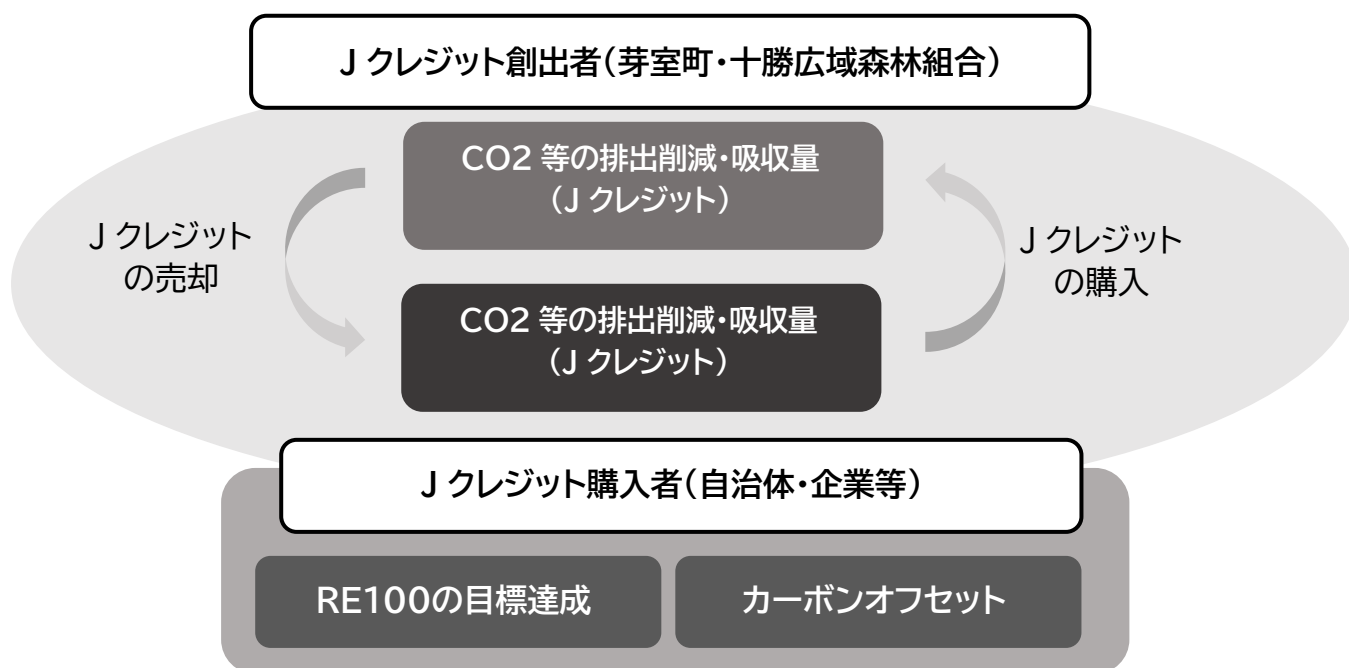 J クレジット創出者(芽室町・十勝広域森林組合)
CO2 等の排出削減・吸収量
(J クレジット)
J クレジット
の売却
J クレジット
の購入
CO2 等の排出削減・吸収量
(J クレジット)
J クレジット購入者(自治体・企業等)
RE100の目標達成
カーボンオフセット